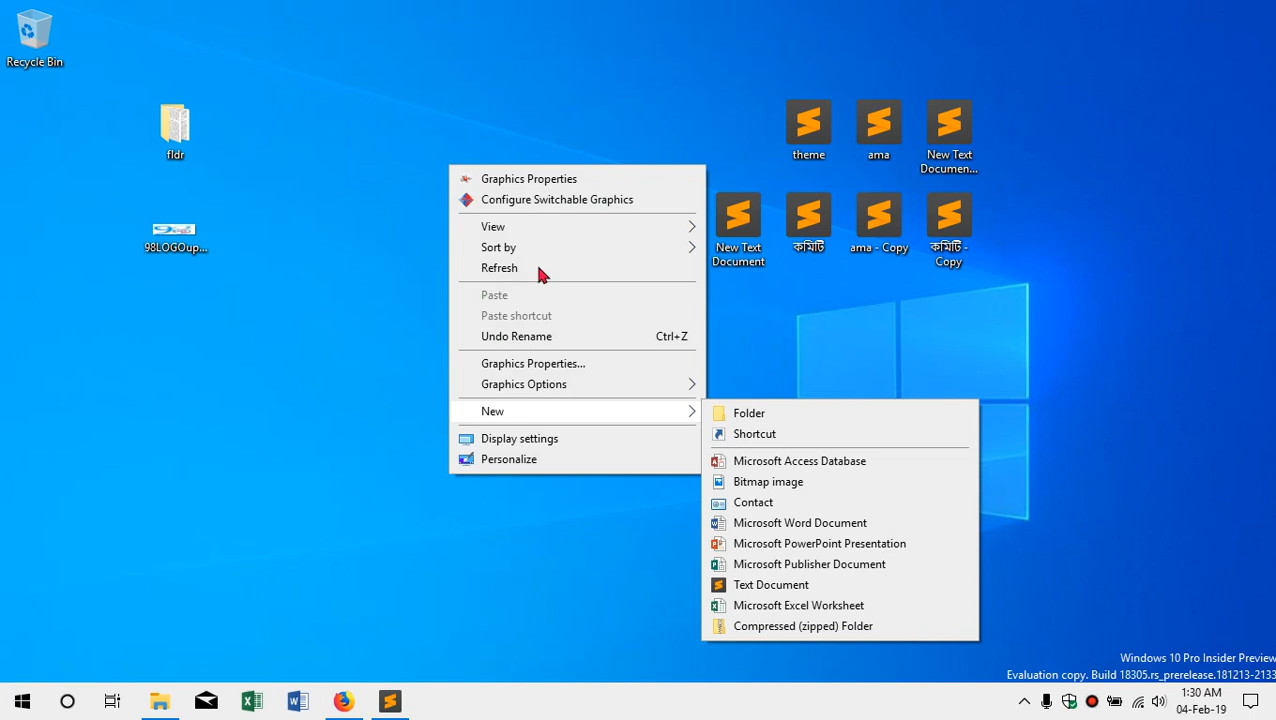 Recycle Bin
fldr
98LOGOup...
theme
ama
New Text
Documen...
New Text
Document
কমিটি
ama - Copy
কমিটি -
Copy
Graphics Properties
Configure Switchable Graphics
View
Sort by
Refresh
Paste
Paste shortcut
Undo Rename Ctrl+Z
Graphics Properties...
Graphics Options
New
Display settings
Personalize
Folder
Shortcut
Microsoft Access Database
Bitmap image
Contact
Microsoft Word Document
Microsoft PowerPoint Presentation
Microsoft Publisher Document
Text Document
Microsoft Excel Worksheet
Compressed (zipped) Folder
Windows 10 Pro Insider Preview
Evaluation copy. Build 18305.rs_prerelease.181213-2133
1:30 AM
04-Feb-19